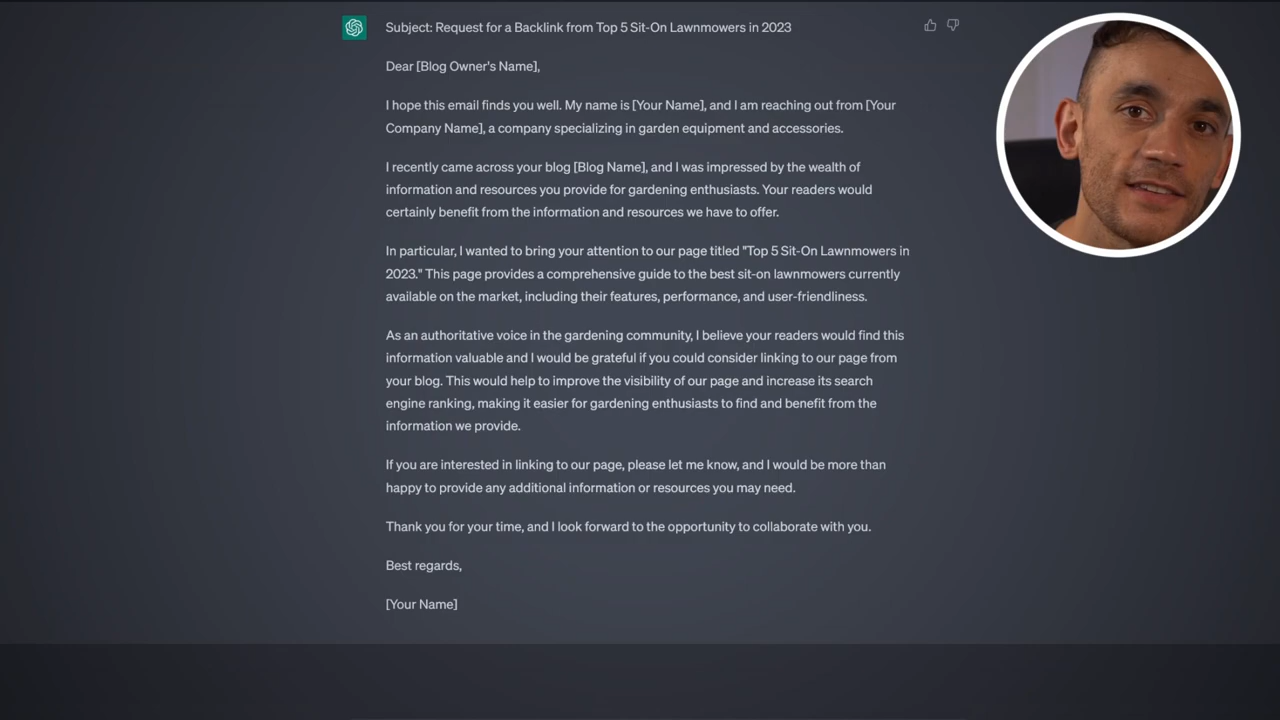 Subject: Request for a Backlink from Top 5 Sit-On Lawnmowers in 2023
Dear [Blog Owner's Name],
I hope this email finds you well. My name is [Your Name], and I am reaching out from [Your
Company Name], a company specializing in garden equipment and accessories.
I recently came across your blog [Blog Name], and I was impressed by the wealth of
information and resources you provide for gardening enthusiasts. Your readers would
certainly benefit from the information and resources we have to offer.
In particular, I wanted to bring your attention to our page titled "Top 5 Sit-On Lawnmowers in
2023." This page provides a comprehensive guide to the best sit-on lawnmowers currently
available on the market, including their features, performance, and user-friendliness.
As an authoritative voice in the gardening community, I believe your readers would find this
information valuable and I would be grateful if you could consider linking to our page from
your blog. This would help to improve the visibility of our page and increase its search
engine ranking, making it easier for gardening enthusiasts to find and benefit from the
information we provide.
If you are interested in linking to our page, please let me know, and I would be more than
happy to provide any additional information or resources you may need.
Thank you for your time, and I look forward to the opportunity to collaborate with you.
Best regards,
[Your Name]